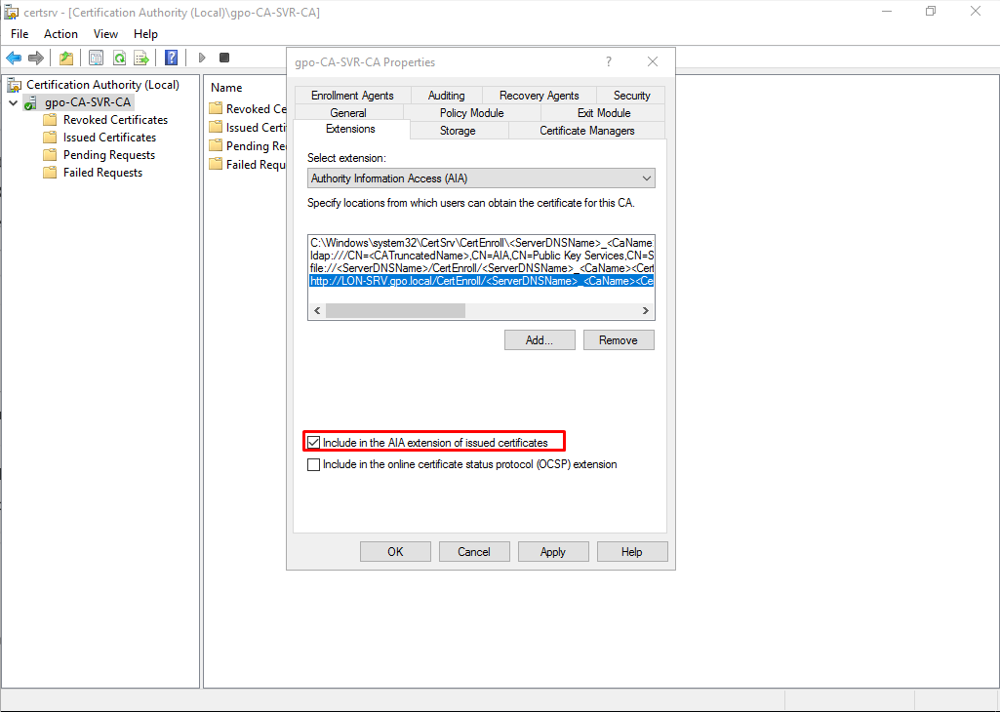 certsrv - [Certification Authority (Local)\gpo-CA-SVR-CA]
File Action View Help
Certification Authority (Local)
gpo-CA-SVR-CA
Revoked Certificates
Issued Certificates
Pending Requests
Failed Requests
Name
Revoked Ce
Issued Certi
Pending Re
Failed Requ
gpo-CA-SVR-CA Properties ?
Enrollment Agents Auditing Recovery Agents Security
General Policy Module Exit Module
Extensions Storage Certificate Managers
Select extension:
Authority Information Access (AIA)
Specify locations from which users can obtain the certificate for this CA.
C:\Windows\system32\CertSrv\CertEnroll\<ServerDNSName>_<CaName
ldap:///CN=<CATruncatedName>,CN=AIA,CN=Public Key Services,CN=S
file://<ServerDNSName>/CertEnroll/<ServerDNSName>_<CaName><Cert
http://LON-SRV.gpo.local/CertEnroll/<ServerDNSName>_<CaName><Ce
Add... Remove
Include in the AIA extension of issued certificates
Include in the online certificate status protocol (OCSP) extension
OK Cancel Apply Help